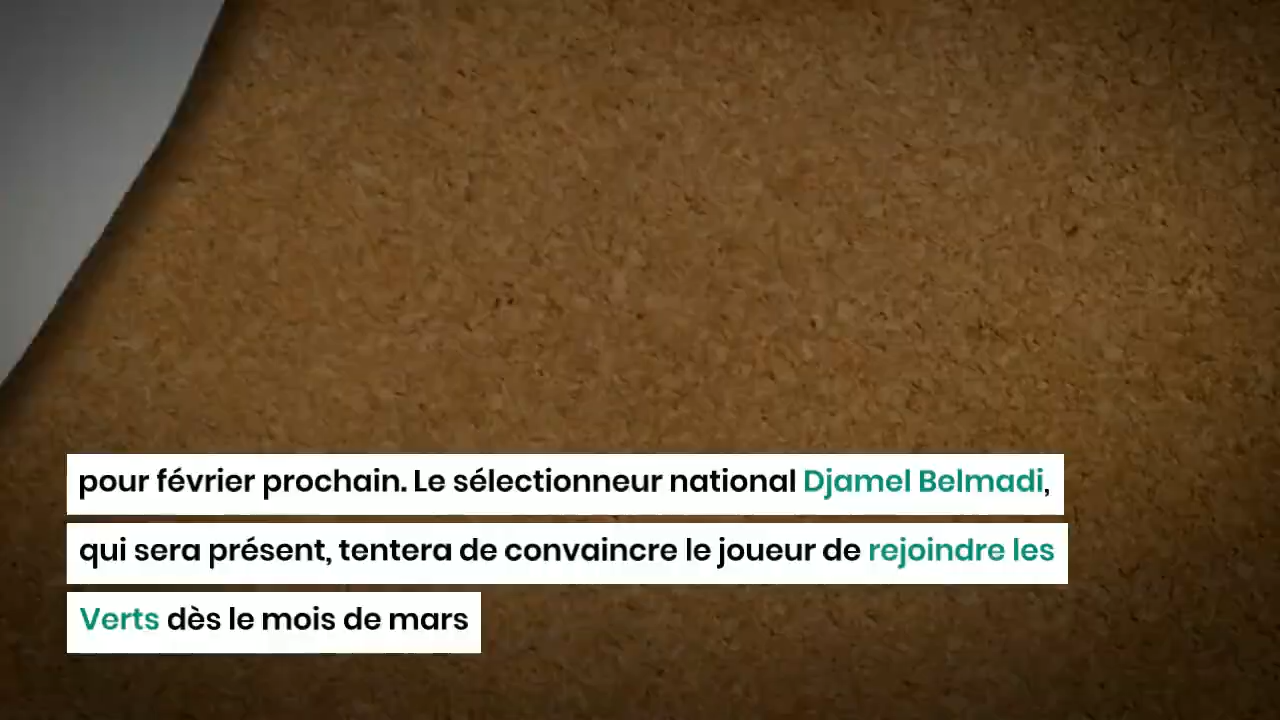 pour février prochain. Le sélectionneur national Djamel Belmadi,
qui sera présent, tentera de convaincre le joueur de rejoindre les
Verts dès le mois de mars